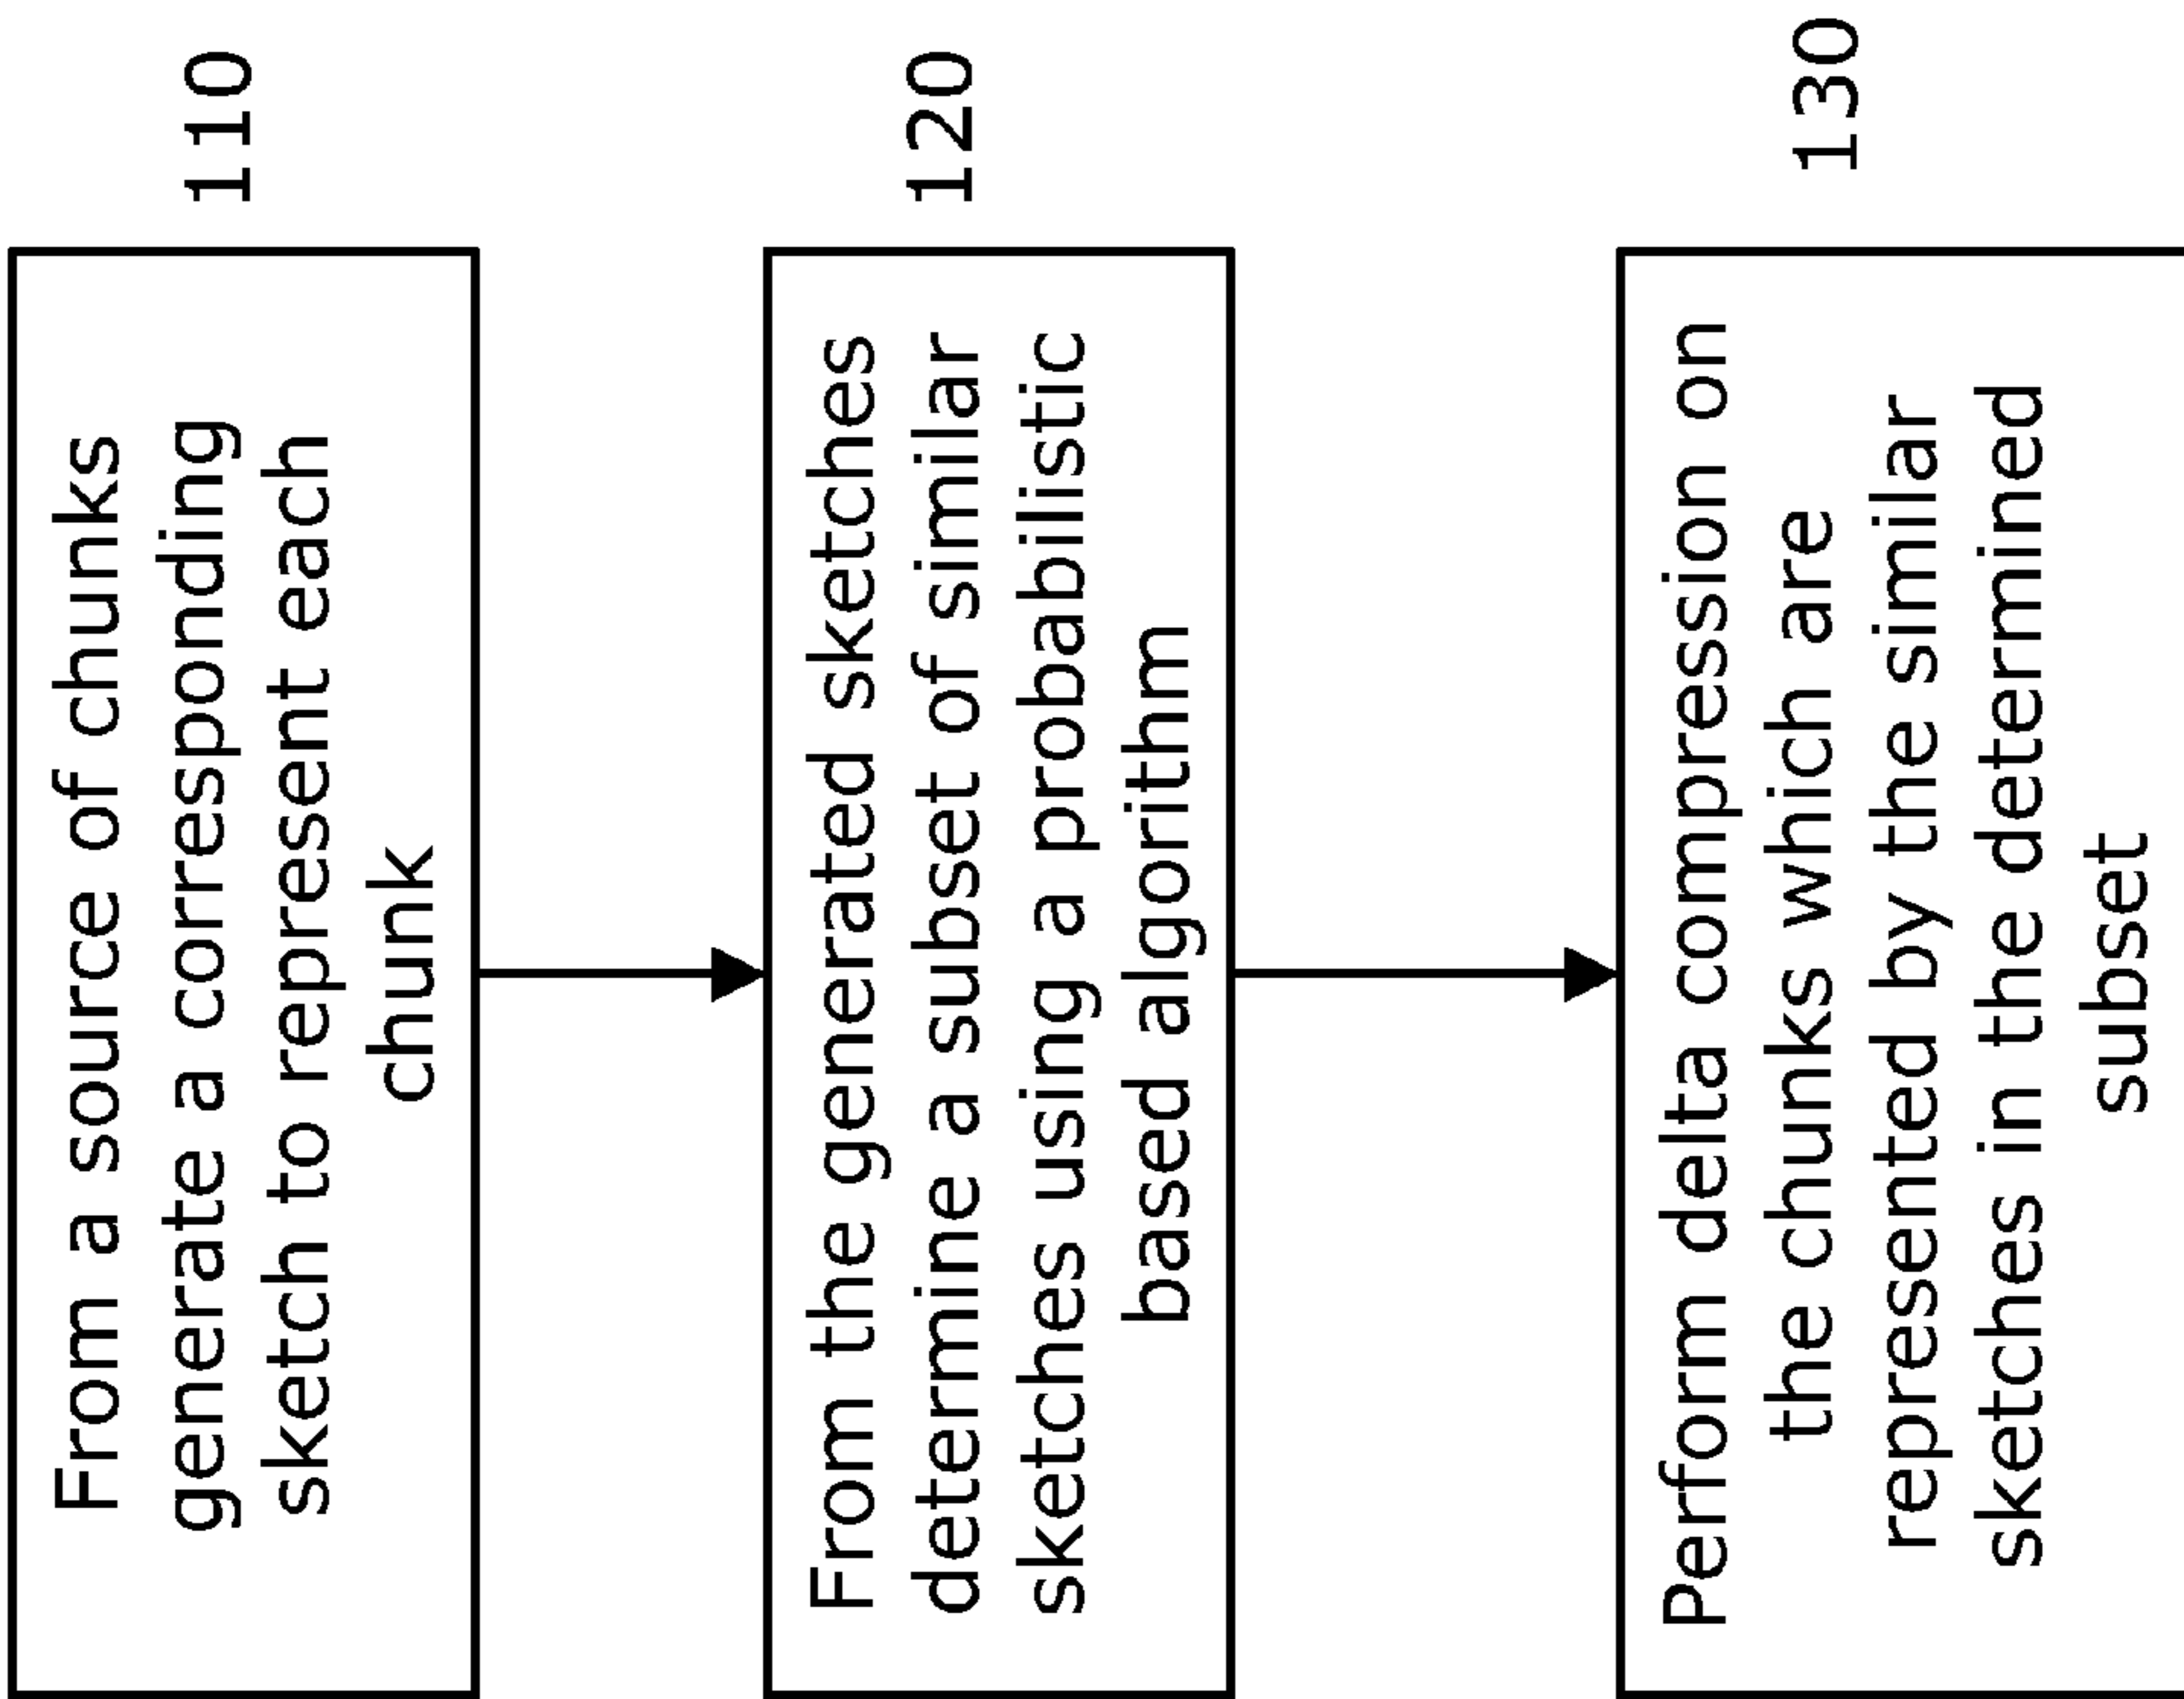 From a source of chunks
generate a corresponding
sketch to represent each
chunk
110
From the generated sketches
determine a subset of similar
sketches using a probabilistic
based algorithm
120
Perform delta compression on
the chunks which are
represented by the similar
sketches in the determined
subset
130